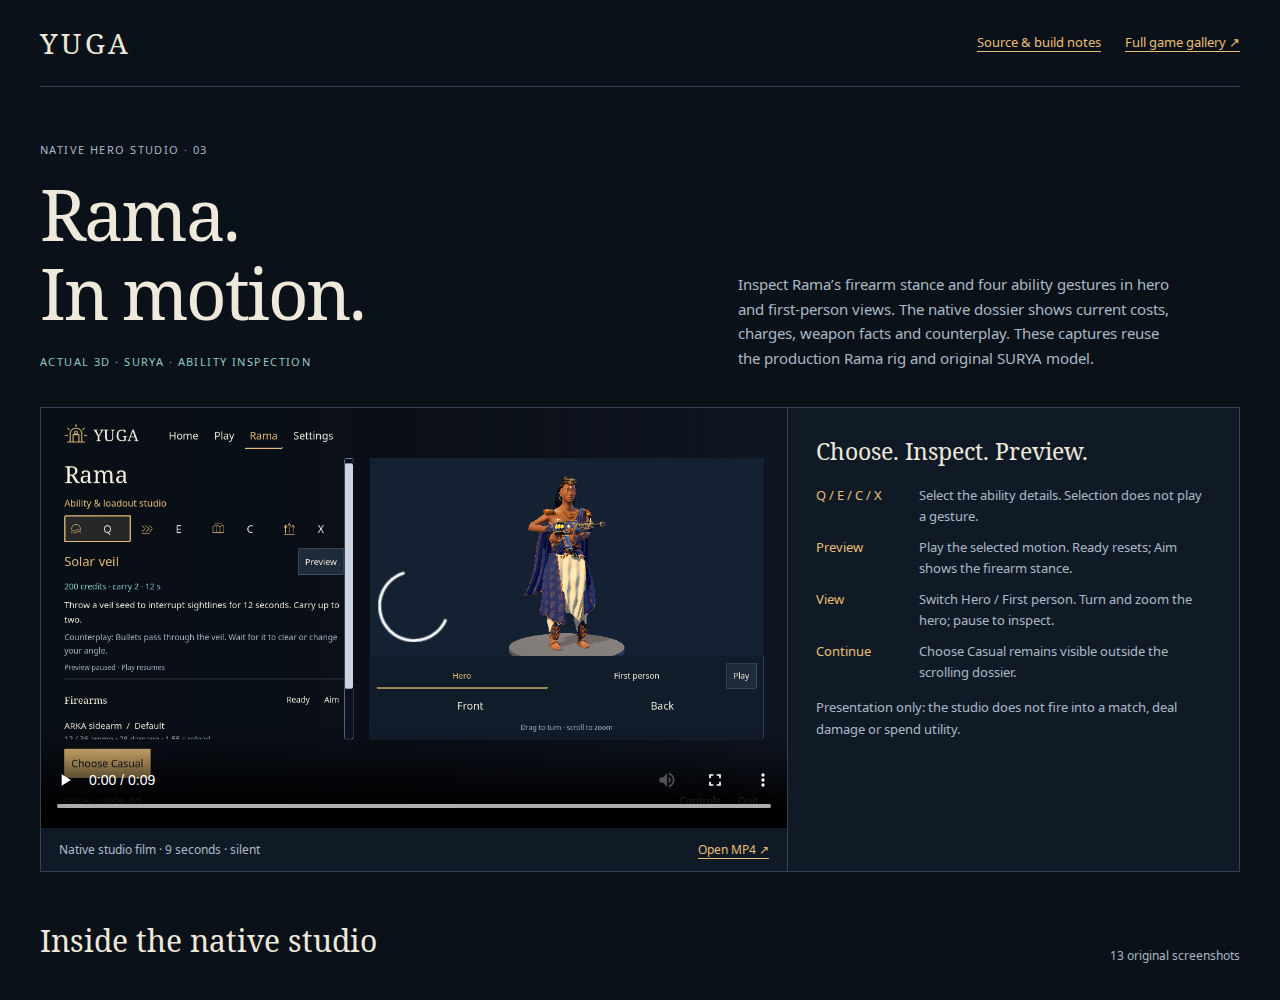 YUGA
Source & build notes
Full game gallery ↗
NATIVE HERO STUDIO · 03
Rama.
In motion.
ACTUAL 3D · SURYA · ABILITY INSPECTION
Inspect Rama’s firearm stance and four ability gestures in hero
and first-person views. The native dossier shows current costs,
charges, weapon facts and counterplay. These captures reuse
the production Rama rig and original SURYA model.
YUGA
Home
Play
Rama
Settings
Rama
Ability & loadout studio
Q
E
C
X
Solar veil
Preview
200 credits · carry 2 · 12 s
Throw a veil seed to interrupt sightlines for 12 seconds. Carry up to
two.
Counterplay: Bullets pass through the veil. Wait for it to clear or change
your angle.
Preview paused · Play resumes
Firearms
Ready
Aim
ARKA sidearm / Default
Hero
First person
Play
Front
Back
Drag to turn · scroll to zoom
Choose Casual
0:00 / 0:09
Controls
Quit
Native studio film · 9 seconds · silent
Open MP4 ↗
Choose. Inspect. Preview.
Q / E / C / X
Select the ability details. Selection does not play
a gesture.
Preview
Play the selected motion. Ready resets; Aim
shows the firearm stance.
View
Switch Hero / First person. Turn and zoom the
hero; pause to inspect.
Continue
Choose Casual remains visible outside the
scrolling dossier.
Presentation only: the studio does not fire into a match, deal
damage or spend utility.
Inside the native studio
13 original screenshots